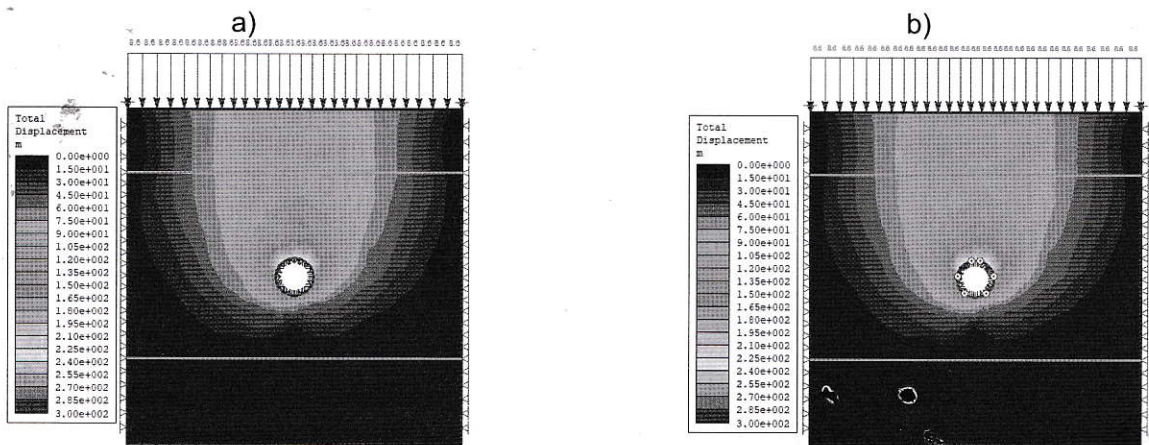 a)
Total
Displacement
m
0.00e+000
1.50e+001
3.00e+001
4.50e+001
6.00e+001
7.50e+001
9.00e+001
1.05e+002
1.20e+002
1.35e+002
1.50e+002
1.65e+002
1.80e+002
1.95e+002
2.10e+002
2.25e+002
2.40e+002
2.55e+002
2.70e+002
2.85e+002
3.00e+002
b)
Total
Displacement
m
0.00e+000
1.50e+001
3.00e+001
4.50e+001
6.00e+001
7.50e+001
9.00e+001
1.05e+002
1.20e+002
1.35e+002
1.50e+002
1.65e+002
1.80e+002
1.95e+002
2.10e+002
2.25e+002
2.40e+002
2.55e+002
2.70e+002
2.85e+002
3.00e+002